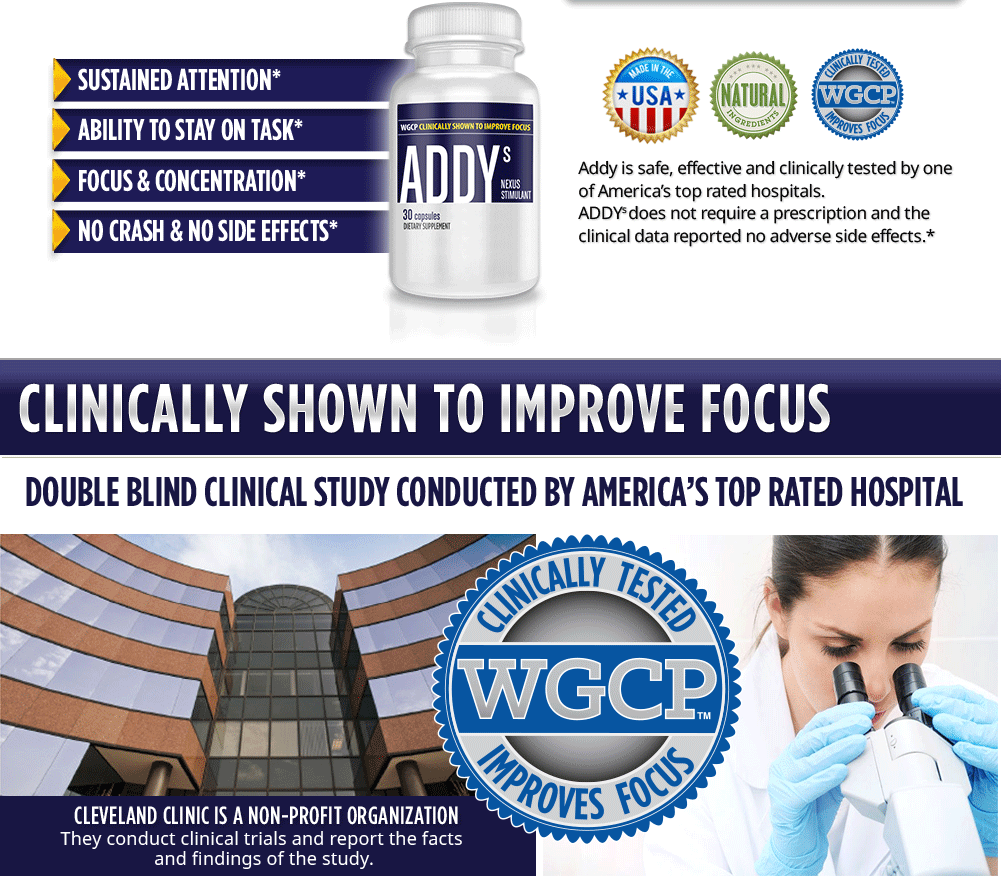 SUSTAINED ATTENTION*
ABILITY TO STAY ON TASK*
FOCUS & CONCENTRATION*
NO CRASH & NO SIDE EFFECTS*
WGCP CLINICALLY SHOWN TO IMPROVE FOCUS
ADDYs
NEXUS
STIMULANT
30 capsules
DIETARY SUPPLEMENT
MADE IN THE
USA
NATURAL
INGREDIENTS
CLINICALLY TESTED
WGCP
IMPROVES FOCUS
Addy is safe, effective and clinically tested by one
of America's top rated hospitals.
ADDYs does not require a prescription and the
clinical data reported no adverse side effects.*
CLINICALLY SHOWN TO IMPROVE FOCUS
DOUBLE BLIND CLINICAL STUDY CONDUCTED BY AMERICA'S TOP RATED HOSPITAL
CLINICALLY TESTED
WGCP™
IMPROVES FOCUS
CLEVELAND CLINIC IS A NON-PROFIT ORGANIZATION
They conduct clinical trials and report the facts
and findings of the study.